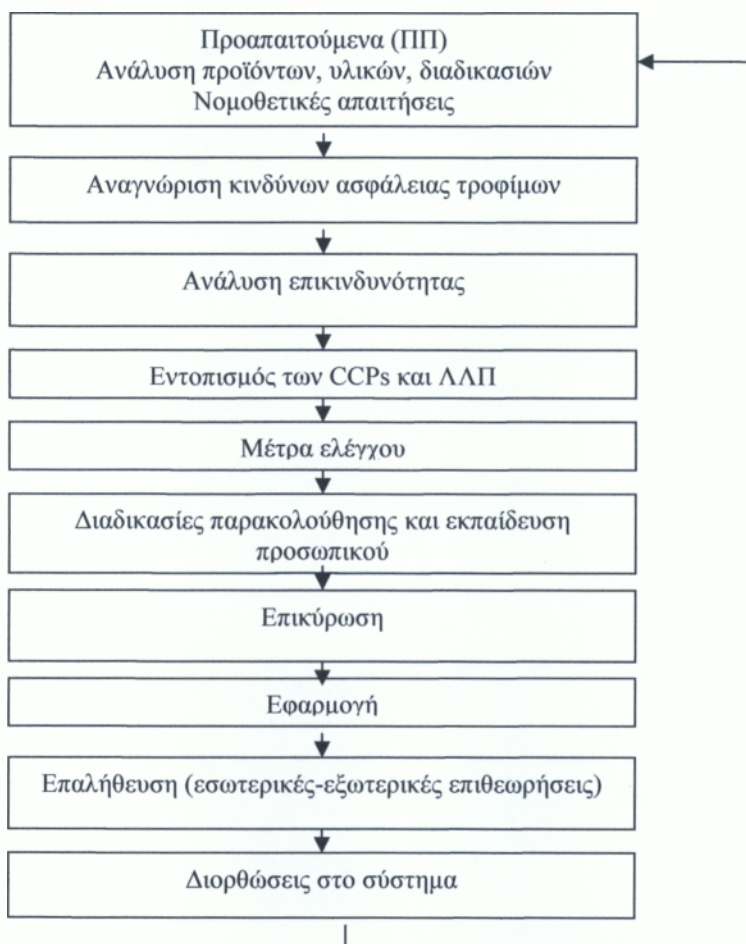 Προαπαιτούμενα (ΠΠ)
Ανάλυση προϊόντων, υλικών, διαδικασιών
Νομοθετικές απαιτήσεις
Αναγνώριση κινδύνων ασφάλειας τροφίμων
Ανάλυση επικινδυνότητας
Εντοπισμός των CCPs και ΛΛΠ
Μέτρα ελέγχου
Διαδικασίες παρακολούθησης και εκπαίδευση
προσωπικού
Επικύρωση
Εφαρμογή
Επαλήθευση (εσωτερικές-εξωτερικές επιθεωρήσεις)
Διορθώσεις στο σύστημα